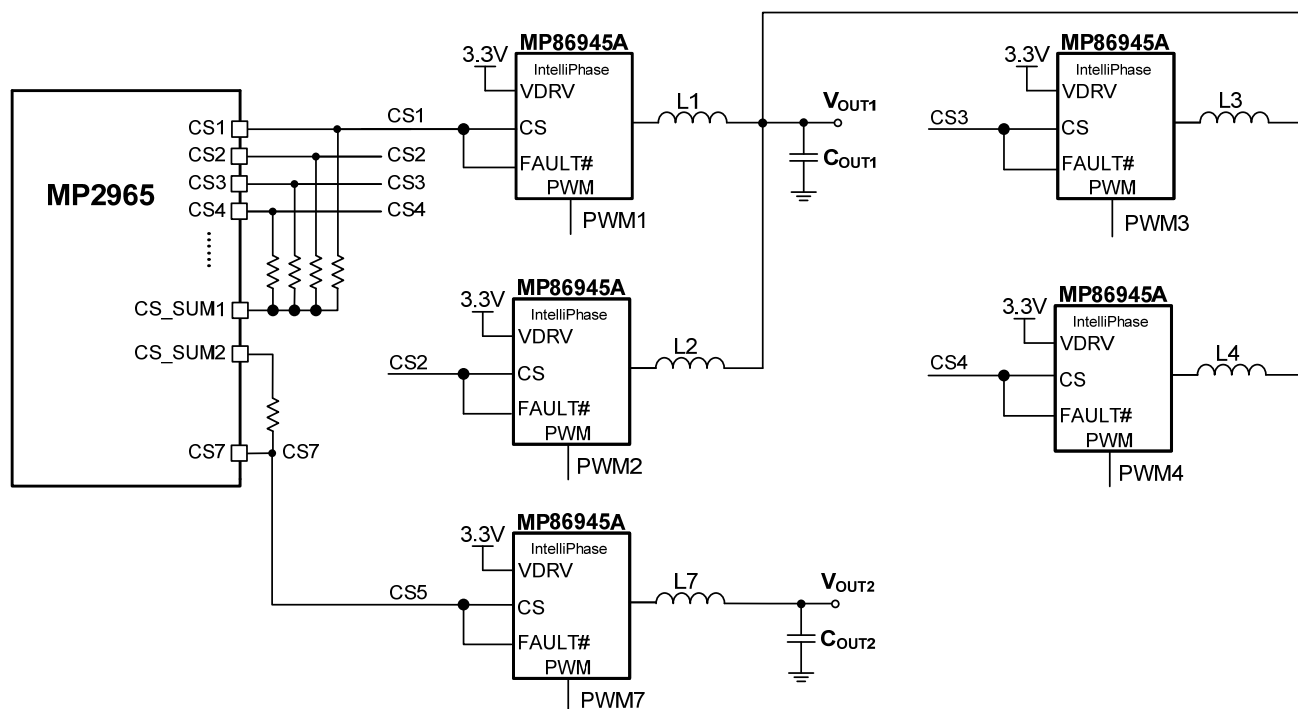 MP2965
CS1
CS2
CS3
CS4
CS_SUM1
CS_SUM2
CS7
CS1
CS2
CS3
CS4
CS7
CS5
MP86945A
3.3V
IntelliPhase
VDRV
CS
FAULT#
PWM
PWM1
L1
VOUT1
COUT1
MP86945A
3.3V
IntelliPhase
VDRV
CS3
CS
FAULT#
PWM
PWM3
L3
MP86945A
3.3V
IntelliPhase
VDRV
CS2
CS
FAULT#
PWM
PWM2
L2
MP86945A
3.3V
IntelliPhase
VDRV
CS4
CS
FAULT#
PWM
PWM4
L4
MP86945A
3.3V
IntelliPhase
VDRV
CS
FAULT#
PWM
PWM7
L7
VOUT2
COUT2